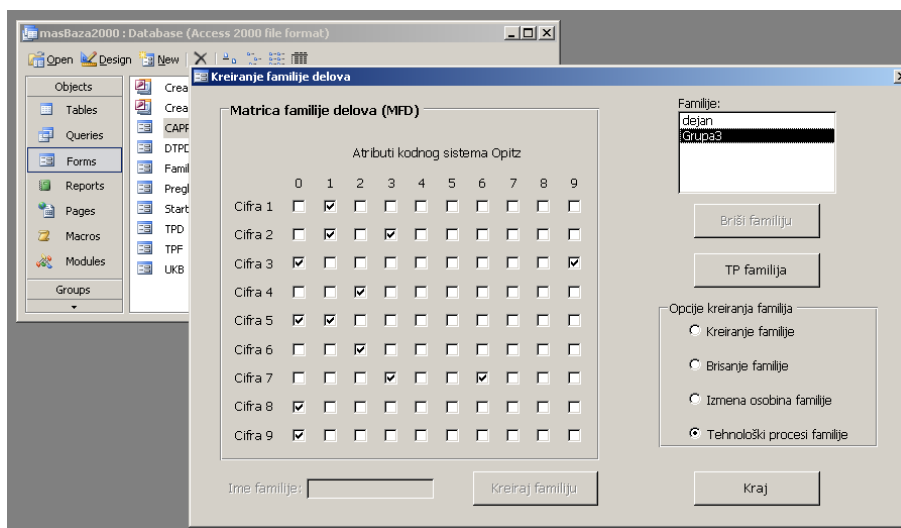 masBaza2000 : Database (Access 2000 file format)
Open Design New
Objects
Tables
Queries
Forms
Reports
Pages
Macros
Modules
Groups
Crea
Crea
DTPD
Famil
Pregl
Start
TPD
TPF
UKB
Kreiranje familije delova
Matrica familije delova (MFD)
Atributi kodnog sistema Opitz
0 1 2 3 4 5 6 7 8 9
Cifra 1
Cifra 2
Cifra 3
Cifra 4
Cifra 5
Cifra 6
Cifra 7
Cifra 8
Cifra 9
Ime familije:
Kreiraj familiju
Familije:
dejan
Grupa3
Briši familiju
TP familija
Opcije kreiranja familija
Kreiranje familije
Brisanje familije
Izmena osobina familije
Tehnološki procesi familije
Kraj